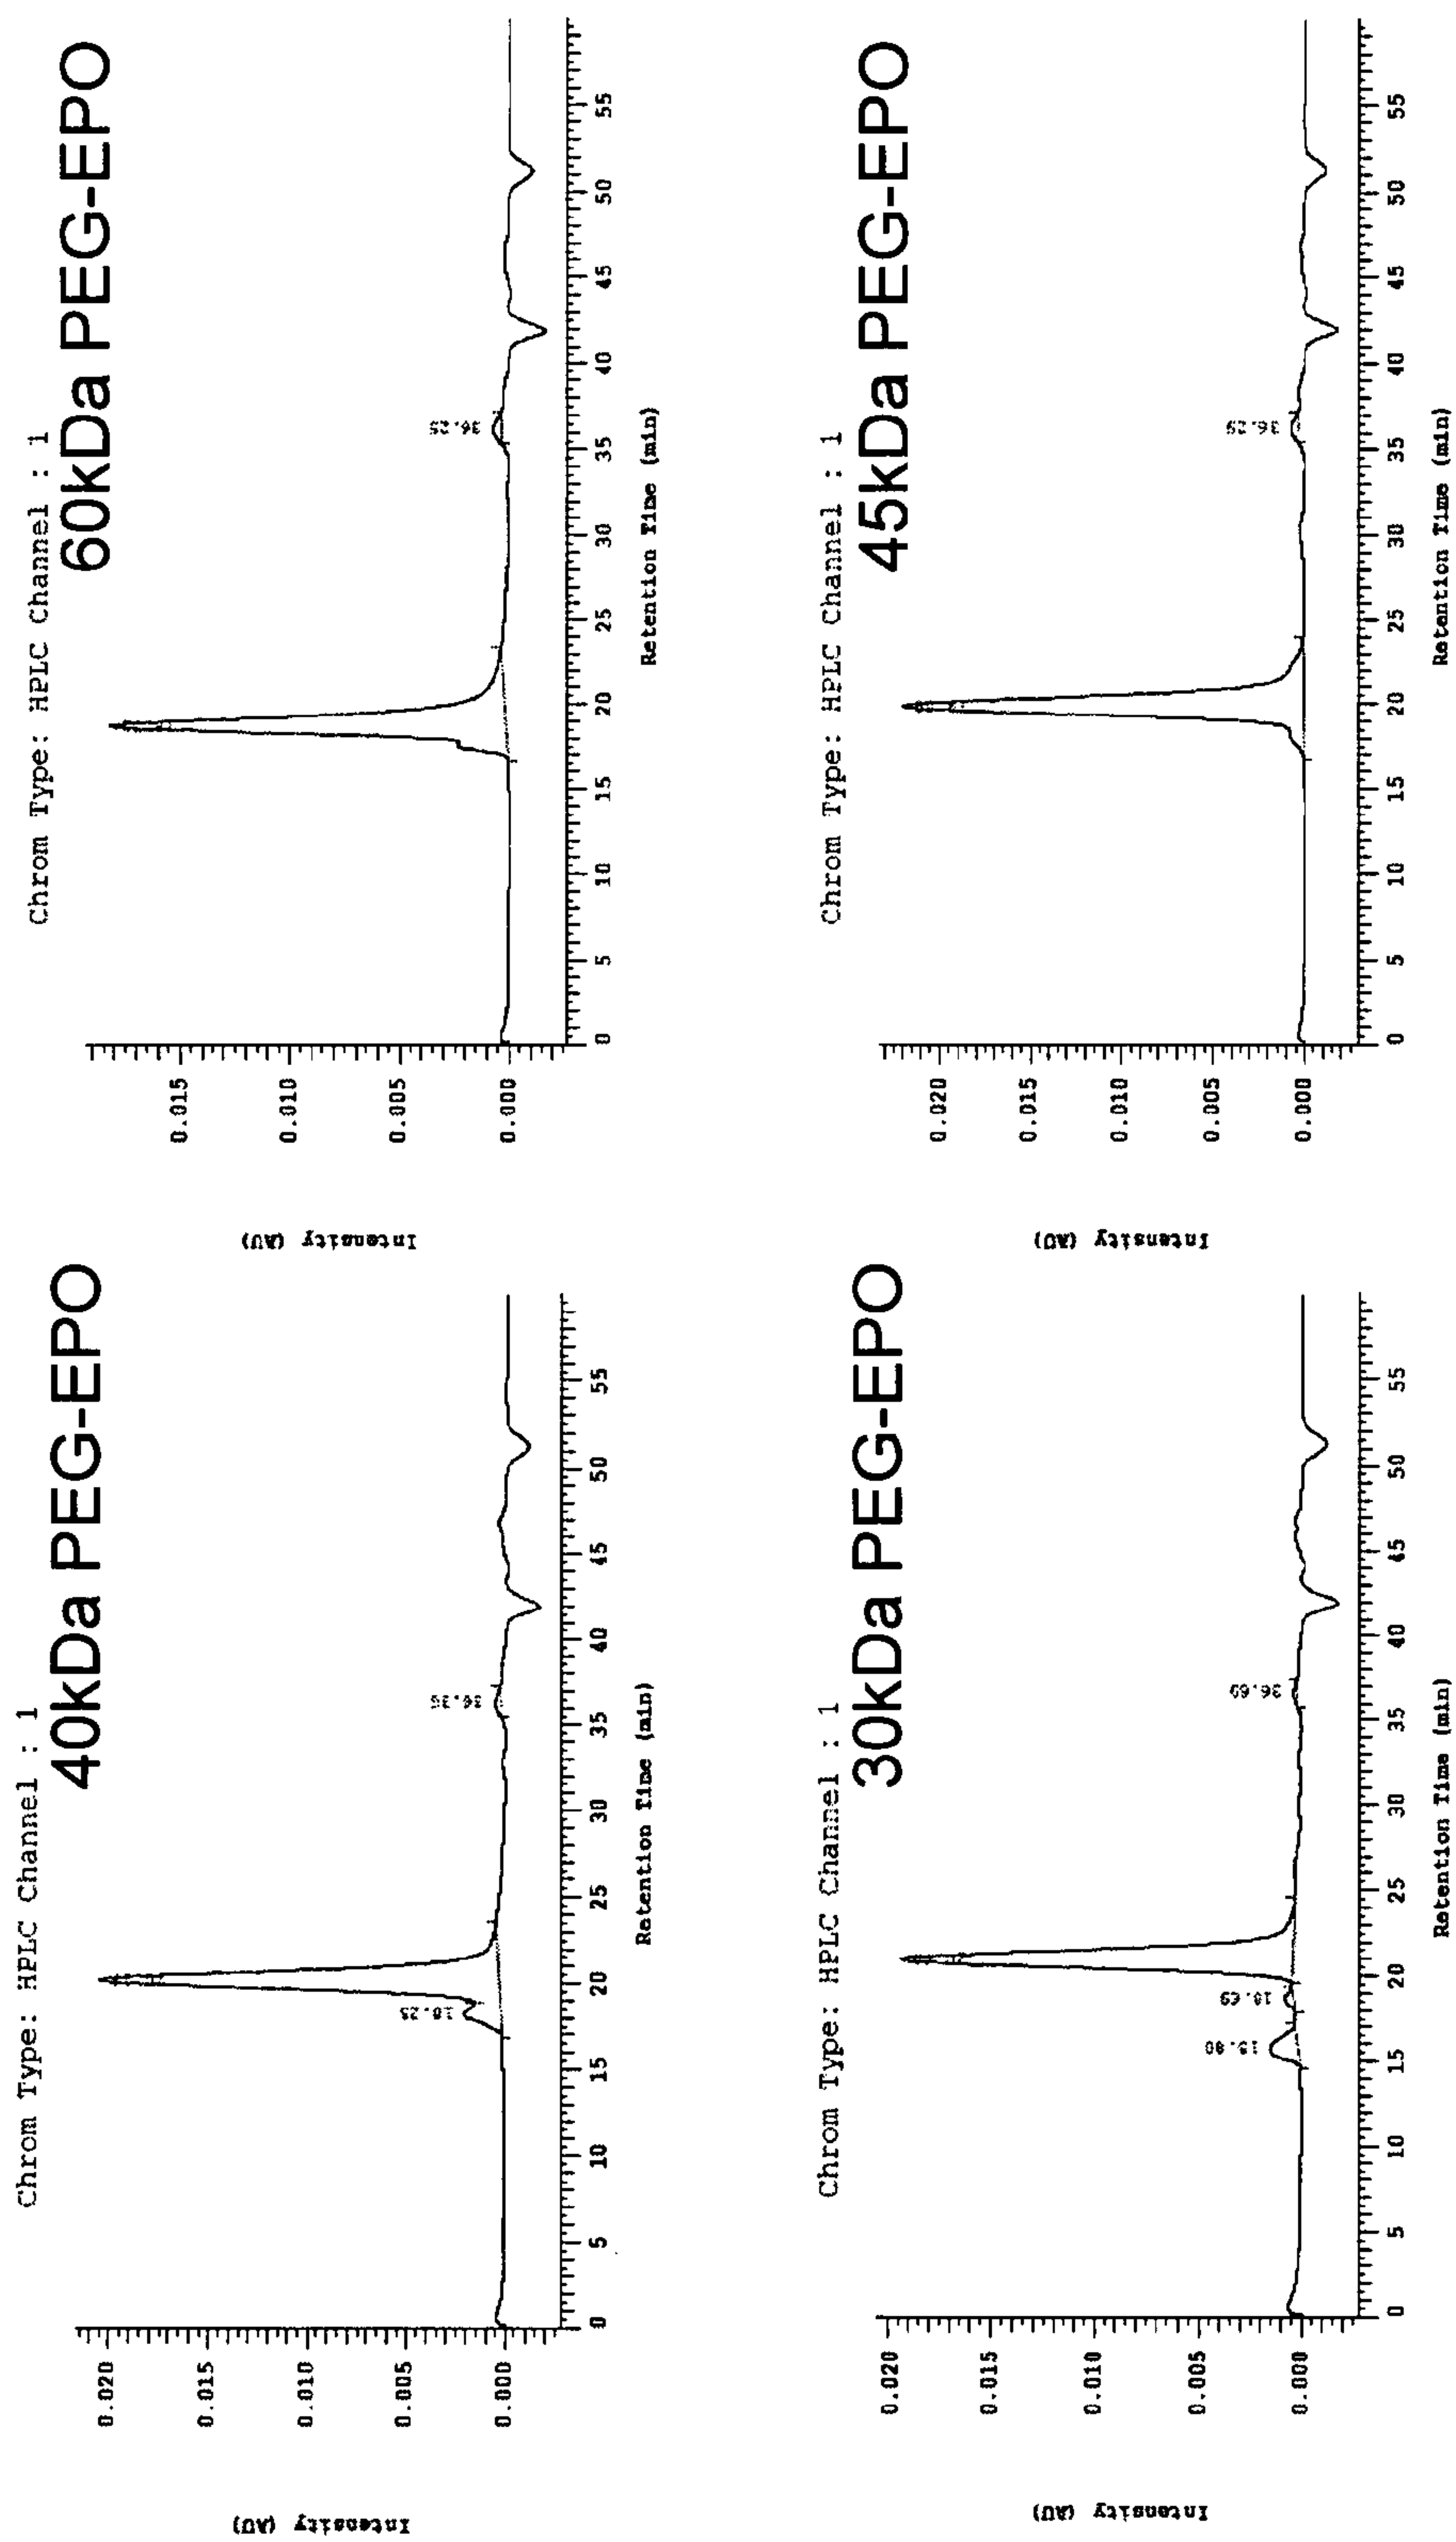 Chrom Type: HPLC Channel : 1
40kDa PEG-EPO
Intensity (AU)
0.020
0.015
0.010
0.005
0.000
18.25
0 5 10 15 20 25 30 35 40 45 50 55
Retention Time (min)
Chrom Type: HPLC Channel : 1
60kDa PEG-EPO
Intensity (AU)
0.015
0.010
0.005
0.000
36.25
0 5 10 15 20 25 30 35 40 45 50 55
Retention Time (min)
Chrom Type: HPLC Channel : 1
30kDa PEG-EPO
Intensity (AU)
0.020
0.015
0.010
0.005
0.000
15.80
36.69
0 5 10 15 20 25 30 35 40 45 50 55
Retention Time (min)
Chrom Type: HPLC Channel : 1
45kDa PEG-EPO
Intensity (AU)
0.020
0.015
0.010
0.005
0.000
0 5 10 15 20 25 30 35 40 45 50 55
Retention Time (min)